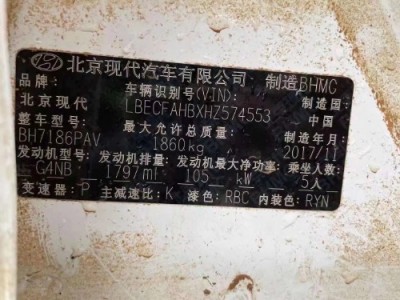 北京现代汽车有限公司 制造BHMC
车辆识别号(VIN): 制造国:
北京现代 LBECFAHBXHZ574553 中国
整车型号: 最大允许总质量: 制造年月:
BH7186PAV 1860kg 2017/11
发动机型号: 发动机排量: 发动机最大净功率: 乘坐人数:
G4NB 1797ml 105 kW 5人
变速器: P 主减速比: K 漆色: RBC 内装色: RYN